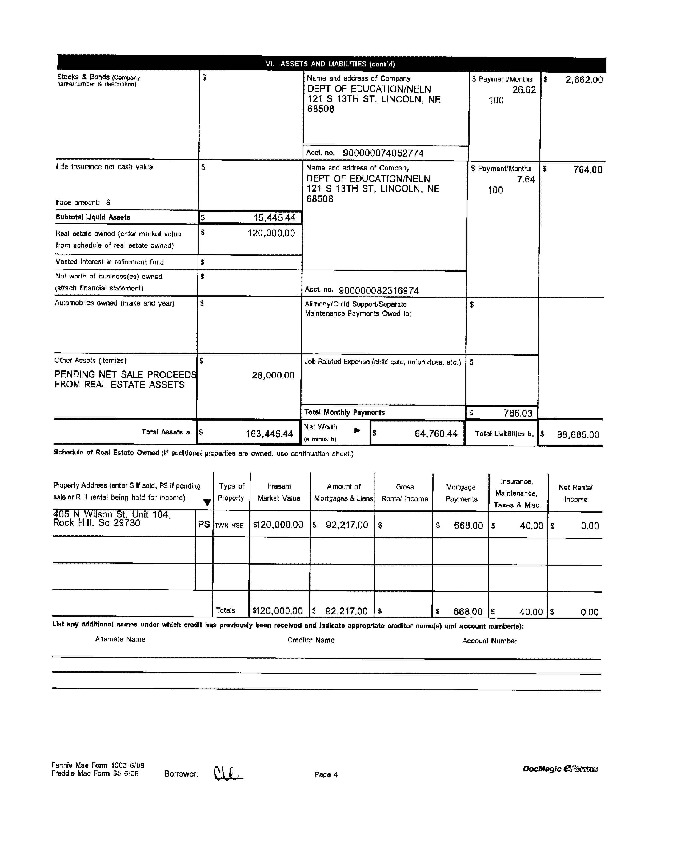 VI. ASSETS AND LIABILITIES (cont'd)
Stocks & Bonds (Company
name/number & description)
$
Name and address of Company
DEPT OF EDUCATION/NELN
121 S 13TH ST, LINCOLN, NE
68508
Acct. no. 900000074052774
$ Payment/Months
26.62
100
$ 2,662.00
Life insurance net cash value
Face amount: $
$
Name and address of Company
DEPT OF EDUCATION/NELN
121 S 13TH ST, LINCOLN, NE
68508
Acct. no. 900000082316974
$ Payment/Months
7.64
100
$ 764.00
Subtotal Liquid Assets $ 15,445.44
Real estate owned (enter market value
from schedule of real estate owned)
$ 120,000.00
Vested interest in retirement fund $
Net worth of business(es) owned
(attach financial statement)
$
Automobiles owned (make and year) $
Alimony/Child Support/Separate
Maintenance Payments Owed to:
$
Other Assets (itemize) $
PENDING NET SALE PROCEEDS 28,000.00
FROM REAL ESTATE ASSETS
Job-Related Expense (child care, union dues, etc.) $
Total Monthly Payments $ 786.03
Total Assets a. $ 163,445.44
Net Worth
(a minus b)
$ 64,760.44
Total Liabilities b. $ 98,685.00
Schedule of Real Estate Owned (if additional properties are owned, use continuation sheet.)
Property Address (enter S if sold, PS if pending
sale or R if rental being held for income)
Type of
Property
Present
Market Value
Amount of
Mortgages & Liens
Gross
Rental Income
Mortgage
Payments
Insurance,
Maintenance,
Taxes & Misc.
Net Rental
Income
405 N Wilson St, Unit 104,
Rock Hill, Sc 29730
PS TWN HSE $120,000.00 $ 92,217.00 $ $ 668.00 $ 40.00 $ 0.00
Totals $120,000.00 $ 92,217.00 $ $ 668.00 $ 40.00 $ 0.00
List any additional names under which credit has previously been received and indicate appropriate creditor name(s) and account number(s):
Alternate Name Creditor Name Account Number
Fannie Mae Form 1003 6/09
Freddie Mac Form 65 6/09
Borrower:
Page 4
DocMagic